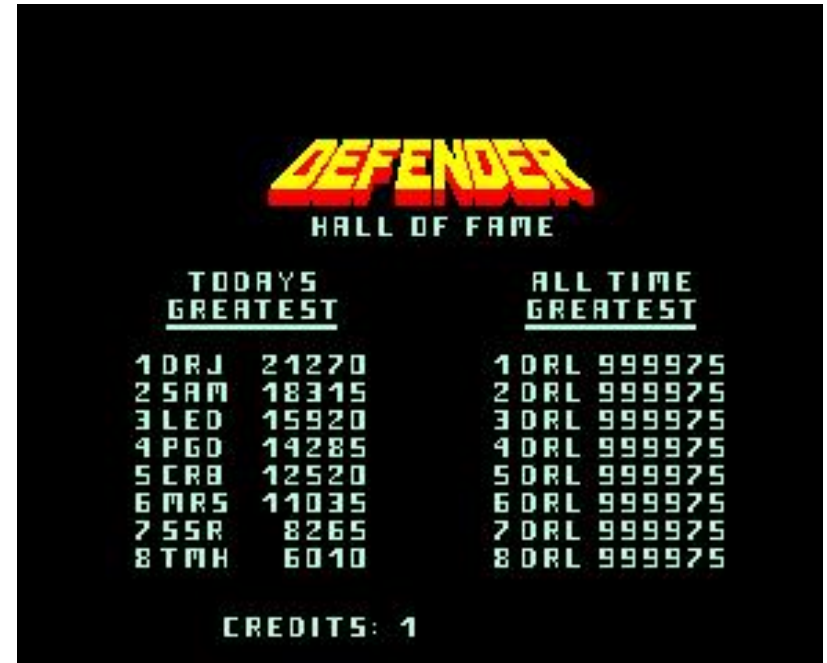 DEFENDER
HALL OF FAME
TODAYS
GREATEST
1 DRJ 21270
2 SAM 18315
3 LED 15920
4 PGD 14285
5 CRB 12520
6 MRS 11035
7 SSR 8265
8 TMH 6010
ALL TIME
GREATEST
1 DRL 999975
2 DRL 999975
3 DRL 999975
4 DRL 999975
5 DRL 999975
6 DRL 999975
7 DRL 999975
8 DRL 999975
CREDITS: 1